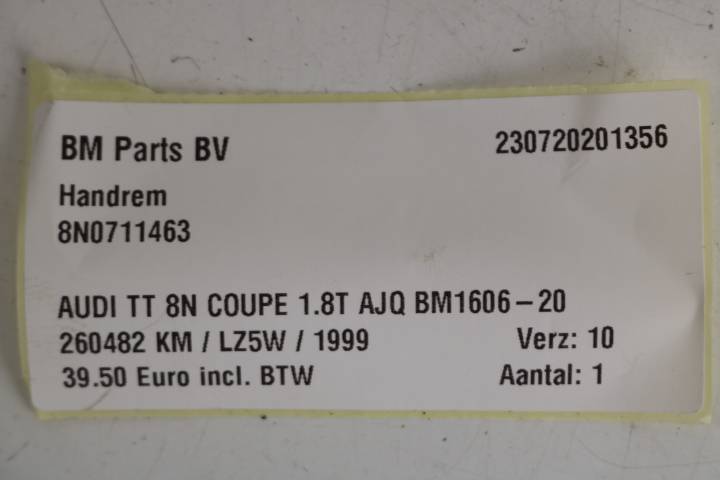 BM Parts BV 230720201356
Handrem
8N0711463
AUDI TT 8N COUPE 1.8T AJQ BM1606-20
260482 KM / LZ5W / 1999 Verz: 10
39.50 Euro incl. BTW Aantal: 1